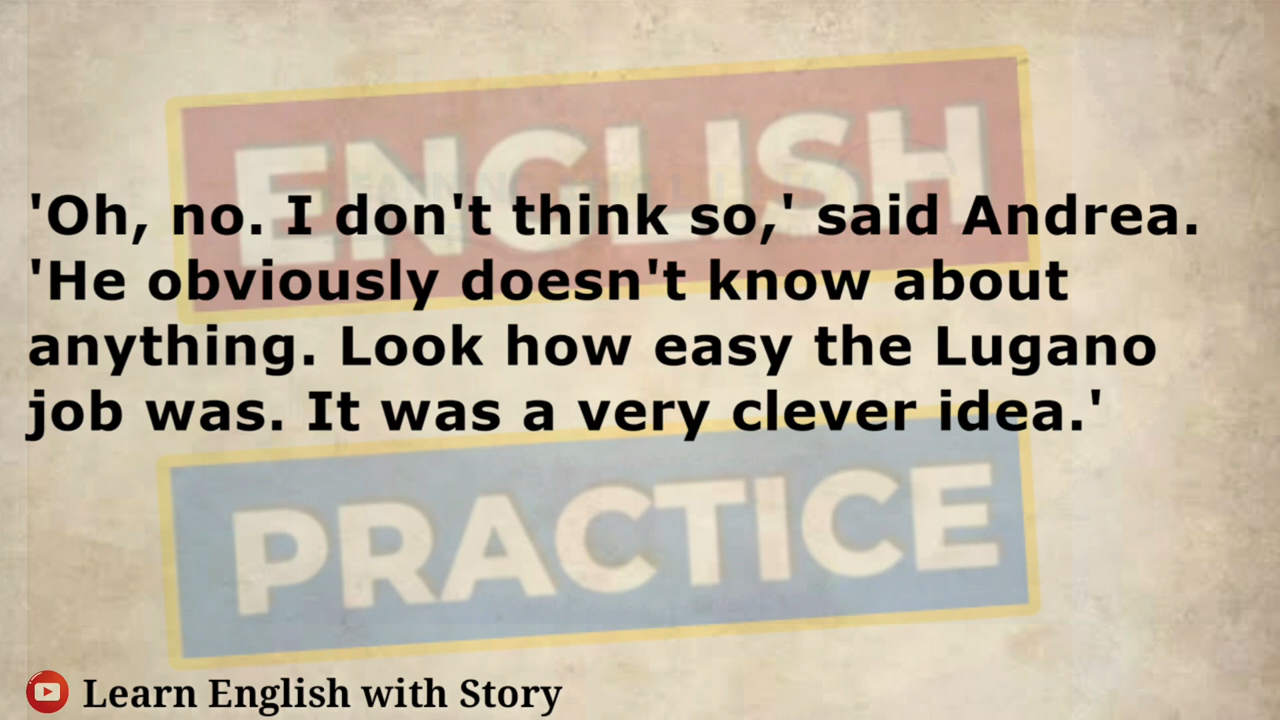 ENGLISH
'Oh, no. I don't think so,' said Andrea.
'He obviously doesn't know about
anything. Look how easy the Lugano
job was. It was a very clever idea.'
PRACTICE
Learn English with Story